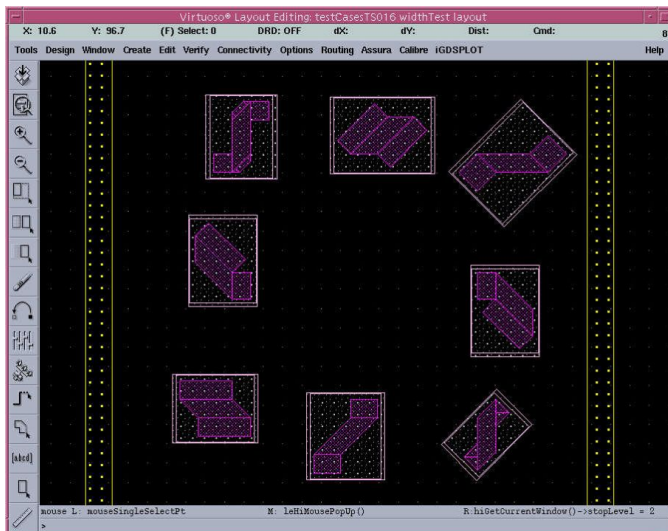 Virtuoso® Layout Editing: testCasesTS016 widthTest layout
X: 10.6 Y: 96.7 (F) Select: 0 DRD: OFF dX: dY: Dist: Cmd: 8
Tools Design Window Create Edit Verify Connectivity Options Routing Assura Calibre iGDSPLOT Help
[abcd]
mouse L: mouseSingleSelectPt M: leHiMousePopUp() R:hiGetCurrentWindow()->stopLevel = 2
>